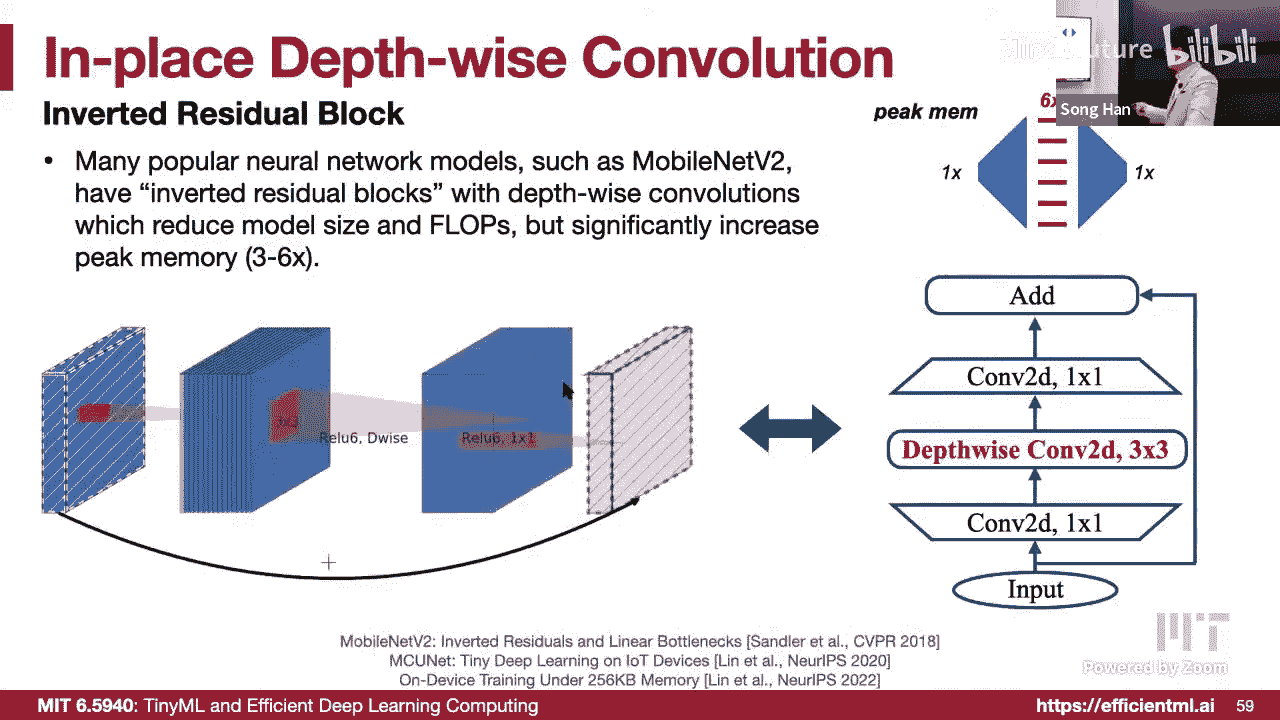 In-place Depth-wise Convolution
Inverted Residual Block
• Many popular neural network models, such as MobileNetV2,
have “inverted residual blocks” with depth-wise convolutions
which reduce model size and FLOPs, but significantly increase
peak memory (3-6x).
peak mem
1x
1x
Future
bilibili
Song Han
Relu6, Dwise
Relu6, 1x1
+
Add
Conv2d, 1x1
Depthwise Conv2d, 3x3
Conv2d, 1x1
Input
MobileNetV2: Inverted Residuals and Linear Bottlenecks [Sandler et al., CVPR 2018]
MCUNet: Tiny Deep Learning on IoT Devices [Lin et al., NeurIPS 2020]
On-Device Training Under 256KB Memory [Lin et al., NeurIPS 2022]
MIT
Powered by Zoom
MIT 6.5940: TinyML and Efficient Deep Learning Computing
https://efficientml.ai
59